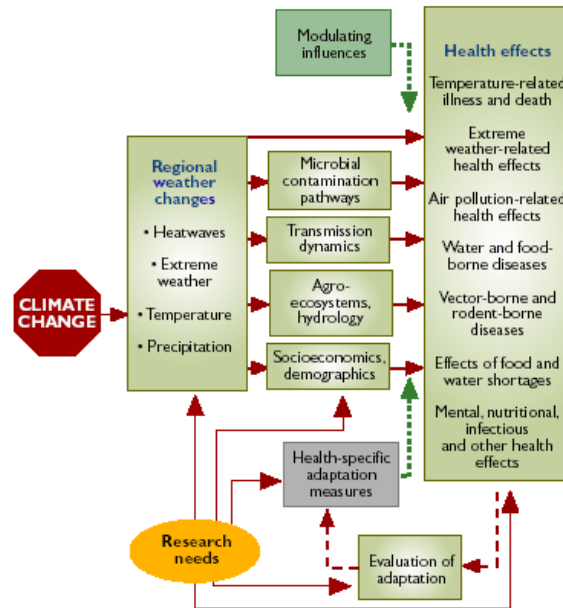 Modulating
influences
Health effects
Temperature-related
illness and death
Extreme
weather-related
health effects
Air pollution-related
health effects
Water and food-
borne diseases
Vector-borne and
rodent-borne
diseases
Effects of food and
water shortages
Mental, nutritional,
infectious
and other health
effects
Regional
weather
changes
• Heatwaves
• Extreme
weather
• Temperature
• Precipitation
Microbial
contamination
pathways
Transmission
dynamics
Agro-
ecosystems,
hydrology
Socioeconomics,
demographics
CLIMATE
CHANGE
Health-specific
adaptation
measures
Research
needs
Evaluation of
adaptation